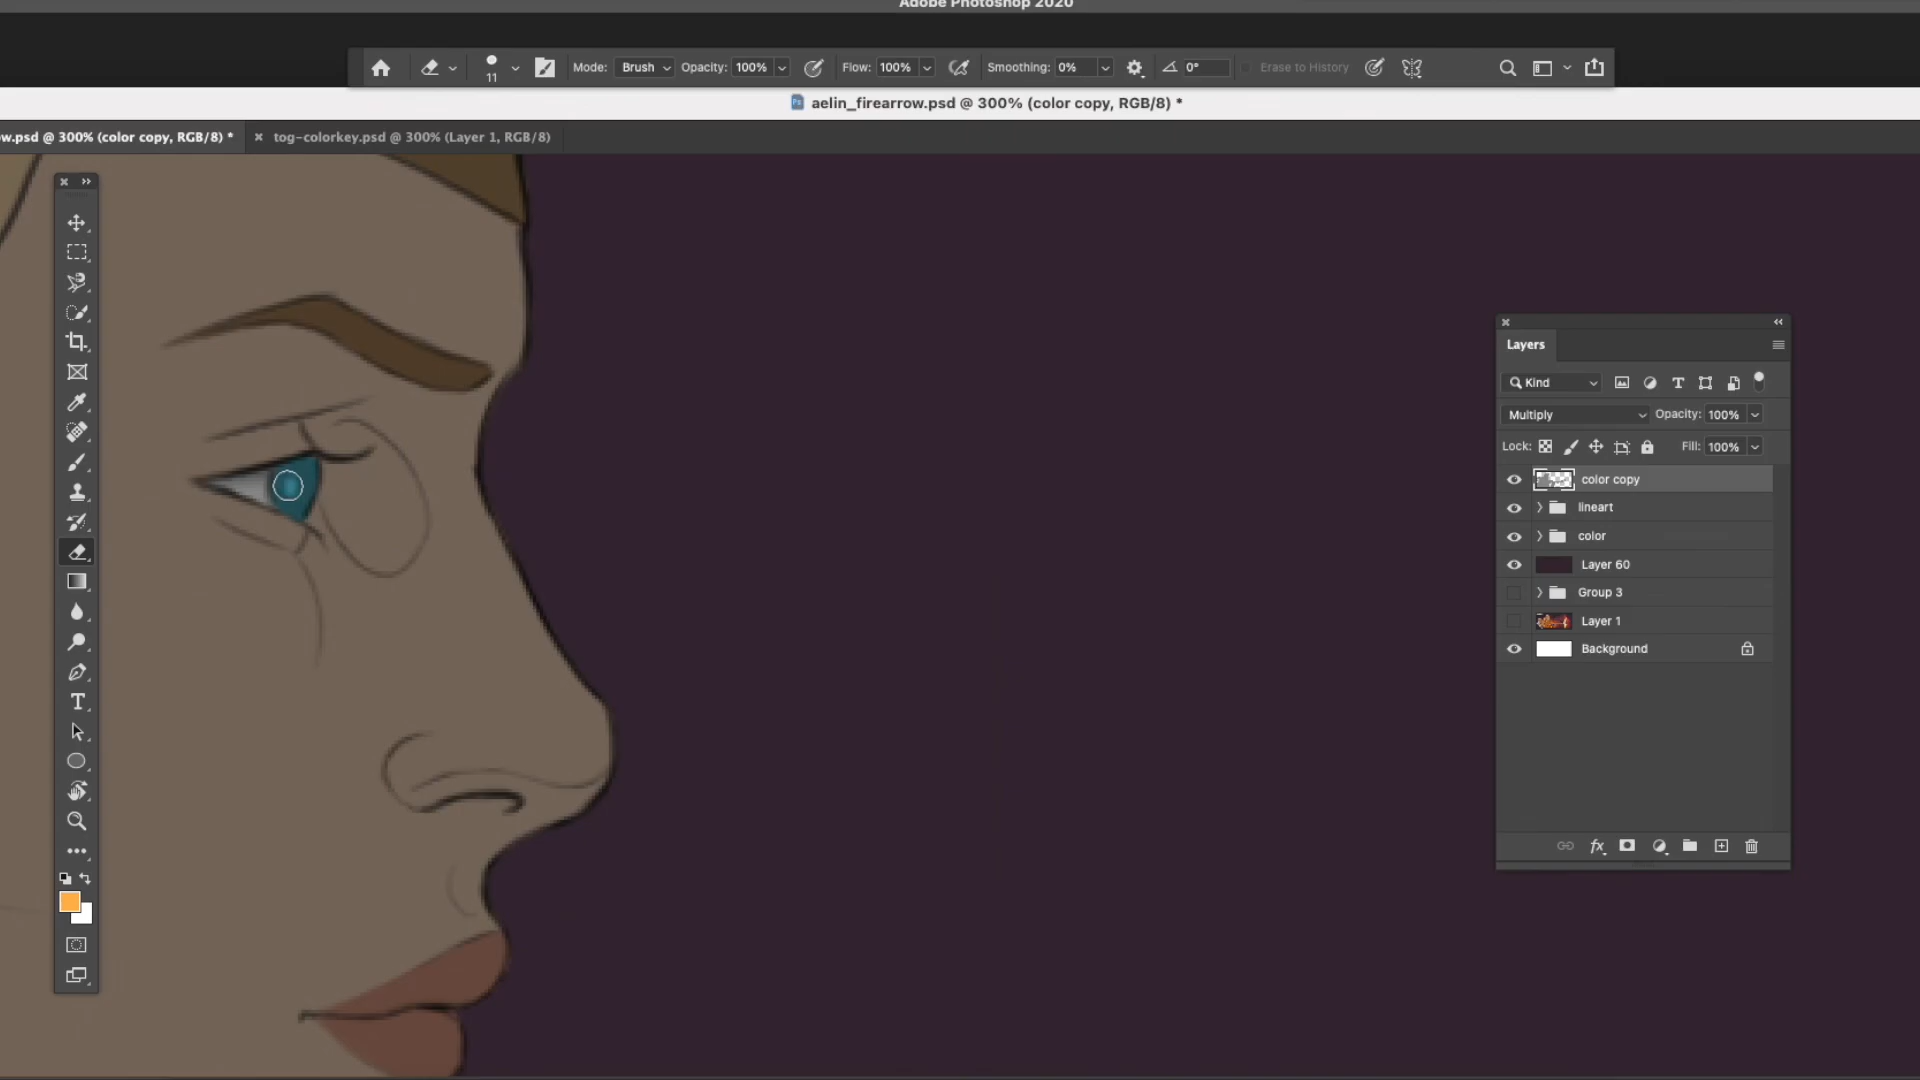 Adobe Photoshop 2020
11
Mode: Brush Opacity: 100% Flow: 100% Smoothing: 0% 0° Erase to History
aelin_firearrow.psd @ 300% (color copy, RGB/8) *
w.psd @ 300% (color copy, RGB/8) * × tog-colorkey.psd @ 300% (Layer 1, RGB/8)
Layers
Kind
Multiply Opacity: 100%
Lock: Fill: 100%
color copy
lineart
color
Layer 60
Group 3
Layer 1
Background
fx